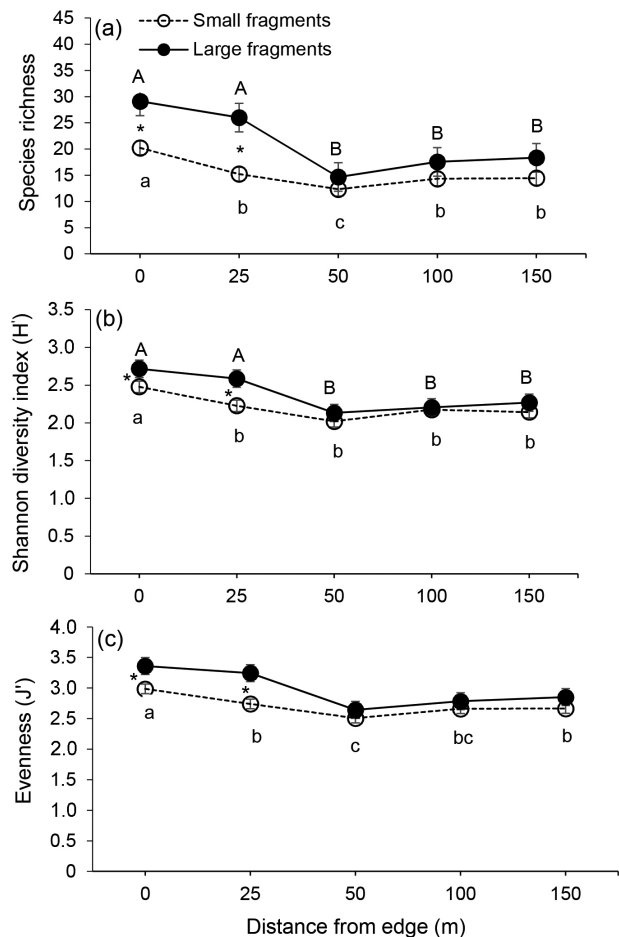 (a)
Small fragments
Large fragments
Species richness
45
40
35
30
25
20
15
10
5
0
A
A
B
B
B
*
*
a
b
c
b
b
0 25 50 100 150
(b)
Shannon diversity index (H')
3.5
3.0
2.5
2.0
1.5
1.0
0.5
0
A
A
B
B
B
*
*
a
b
b
b
b
0 25 50 100 150
(c)
Evenness (J')
4.0
3.5
3.0
2.5
2.0
1.5
1.0
0.5
0
*
*
a
b
c
bc
b
0 25 50 100 150
Distance from edge (m)